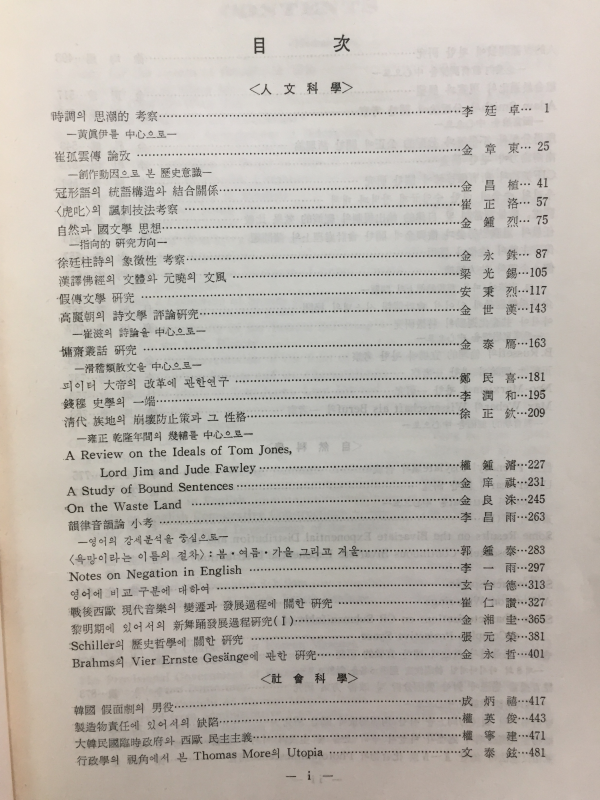 目 次
<人 文 科 學>
時調의 思潮的 考察 李 廷 卓 1
—黃眞伊를 中心으로—
崔孤雲傳 論攷 金 章 東 25
—創作動因으로 본 歷史意識—
冠形語의 統語構造와 結合關係 金 昌 41
〈虎叱〉의 諷刺技法考察 崔 正 洛 57
自然과 國文學 思想 金 鍾 烈 75
—指向的 硏究方向—
徐廷柱詩의 象徵性 考察 金 永 銖 87
漢譯佛經의 文體와 元曉의 文風 梁 光 錫 105
假傳文學 硏究 安 秉 烈 117
高麗朝의 詩文學 評論硏究 金 世 漢 143
—崔滋의 詩論을 中心으로—
慵齋叢話 硏究 金 泰 163
—滑稽類散文을 中心으로—
피이터 大帝의 改革에 관한연구 鄭 民 喜 181
錢穆 史學의 一端 李 潤 和 195
淸代 族地의 崩壞防止策과 그 性格 徐 正 欽 209
—雍正 乾隆年間의 畿輔를 中心으로—
A Review on the Ideals of Tom Jones,
Lord Jim and Jude Fawley 權 鍾 227
A Study of Bound Sentences 金 祺 231
On the Waste Land 金 良 洙 245
韻律音韻論 小考 李 昌 雨 263
—영어의 강세분석을 중심으로—
〈욕망이라는 이름의 전차〉: 봄·여름·가을 그리고 겨울 郭 鍾 泰 283
Notes on Negation in English 李 一 雨 297
영어에 비교 구분에 대하여 玄 台 德 313
戰後西歐 現代音樂의 變遷과 發展過程에 關한 硏究 崔 仁 讚 327
黎明期에 있어서의 新舞踊發展過程硏究(Ⅰ) 金 湘 圭 365
Schiller의 歷史哲學에 關한 硏究 張 元 榮 381
Brahms의 Vier Ernste Gesänge에 관한 硏究 金 永 哲 401
<社 會 科 學>
韓國 假面劇의 男役 成 炳 禧 417
製造物責任에 있어서의 缺陷 權 英 俊 443
大韓民國臨時政府와 西歐 民主主義 權 寧 建 471
行政學의 視角에서 본 Thomas More의 Utopia 文 泰 鉉 481
— i —